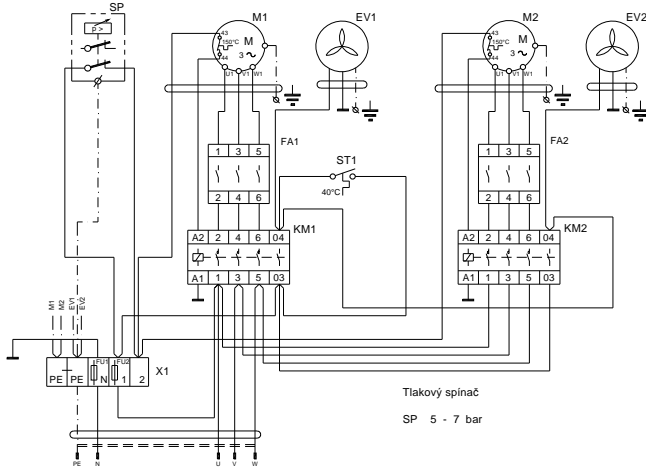 SP
p >
M1
43
150°C
44
M
3 ~
U1 V1 W1
EV1
M2
43
150°C
44
M
3 ~
U1 V1 W1
EV2
FA1
1 3 5
2 4 6
ST1
40°C
FA2
1 3 5
2 4 6
KM1
A2 2 4 6 04
A1 1 3 5 03
KM2
A2 2 4 6 04
A1 1 3 5 03
M1
M2
EV1
EV2
FU1
FU2
PE PE N 1 2
X1
Tlakový spínač
SP 5 - 7 bar
PE N U V W